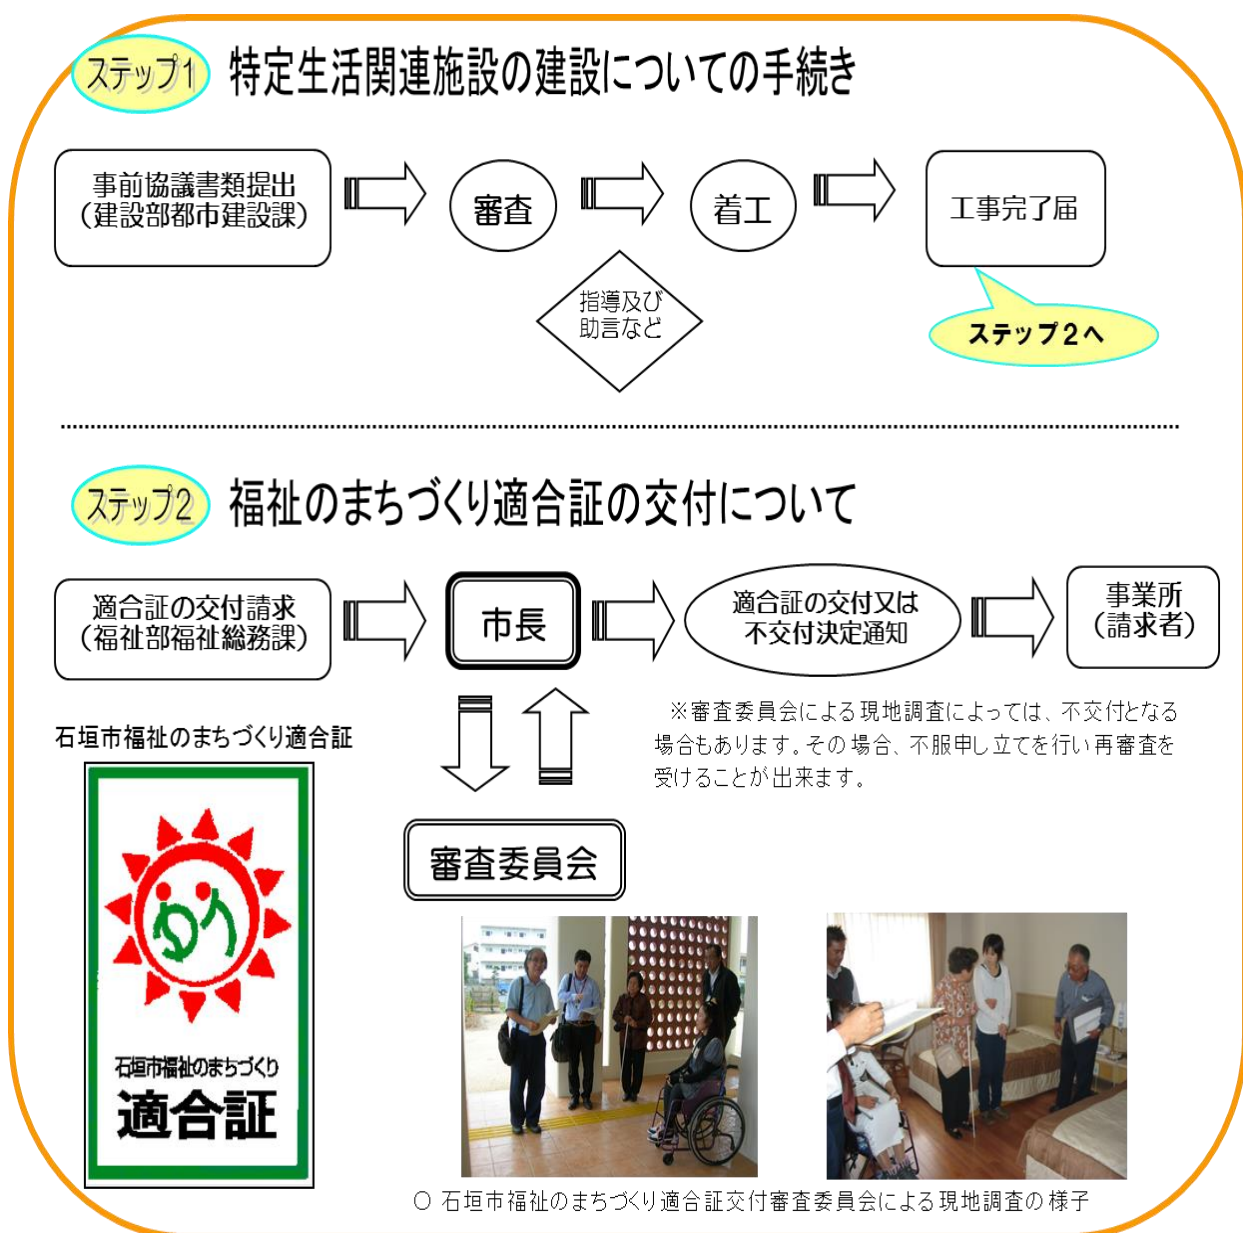 ステップ1 特定生活関連施設の建設についての手続き
事前協議書類提出
（建設部都市建設課）
審査
着工
工事完了届
指導及び
助言など
ステップ２へ
ステップ2 福祉のまちづくり適合証の交付について
適合証の交付請求
（福祉部福祉総務課）
市長
適合証の交付又は
不交付決定通知
事業所
（請求者）
※審査委員会による現地調査によっては、不交付となる
場合もあります。その場合、不服申し立てを行い再審査を
受けることが出来ます。
石垣市福祉のまちづくり適合証
審査委員会
石垣市福祉のまちづくり
適合証
○ 石垣市福祉のまちづくり適合証交付審査委員会による現地調査の様子